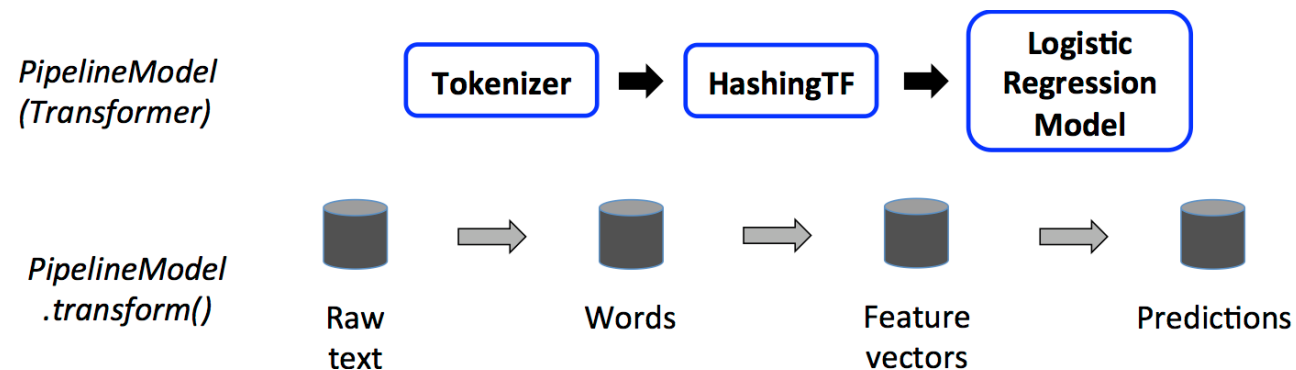 PipelineModel
(Transformer)
Tokenizer
HashingTF
Logistic
Regression
Model
PipelineModel
.transform()
Raw
text
Words
Feature
vectors
Predictions